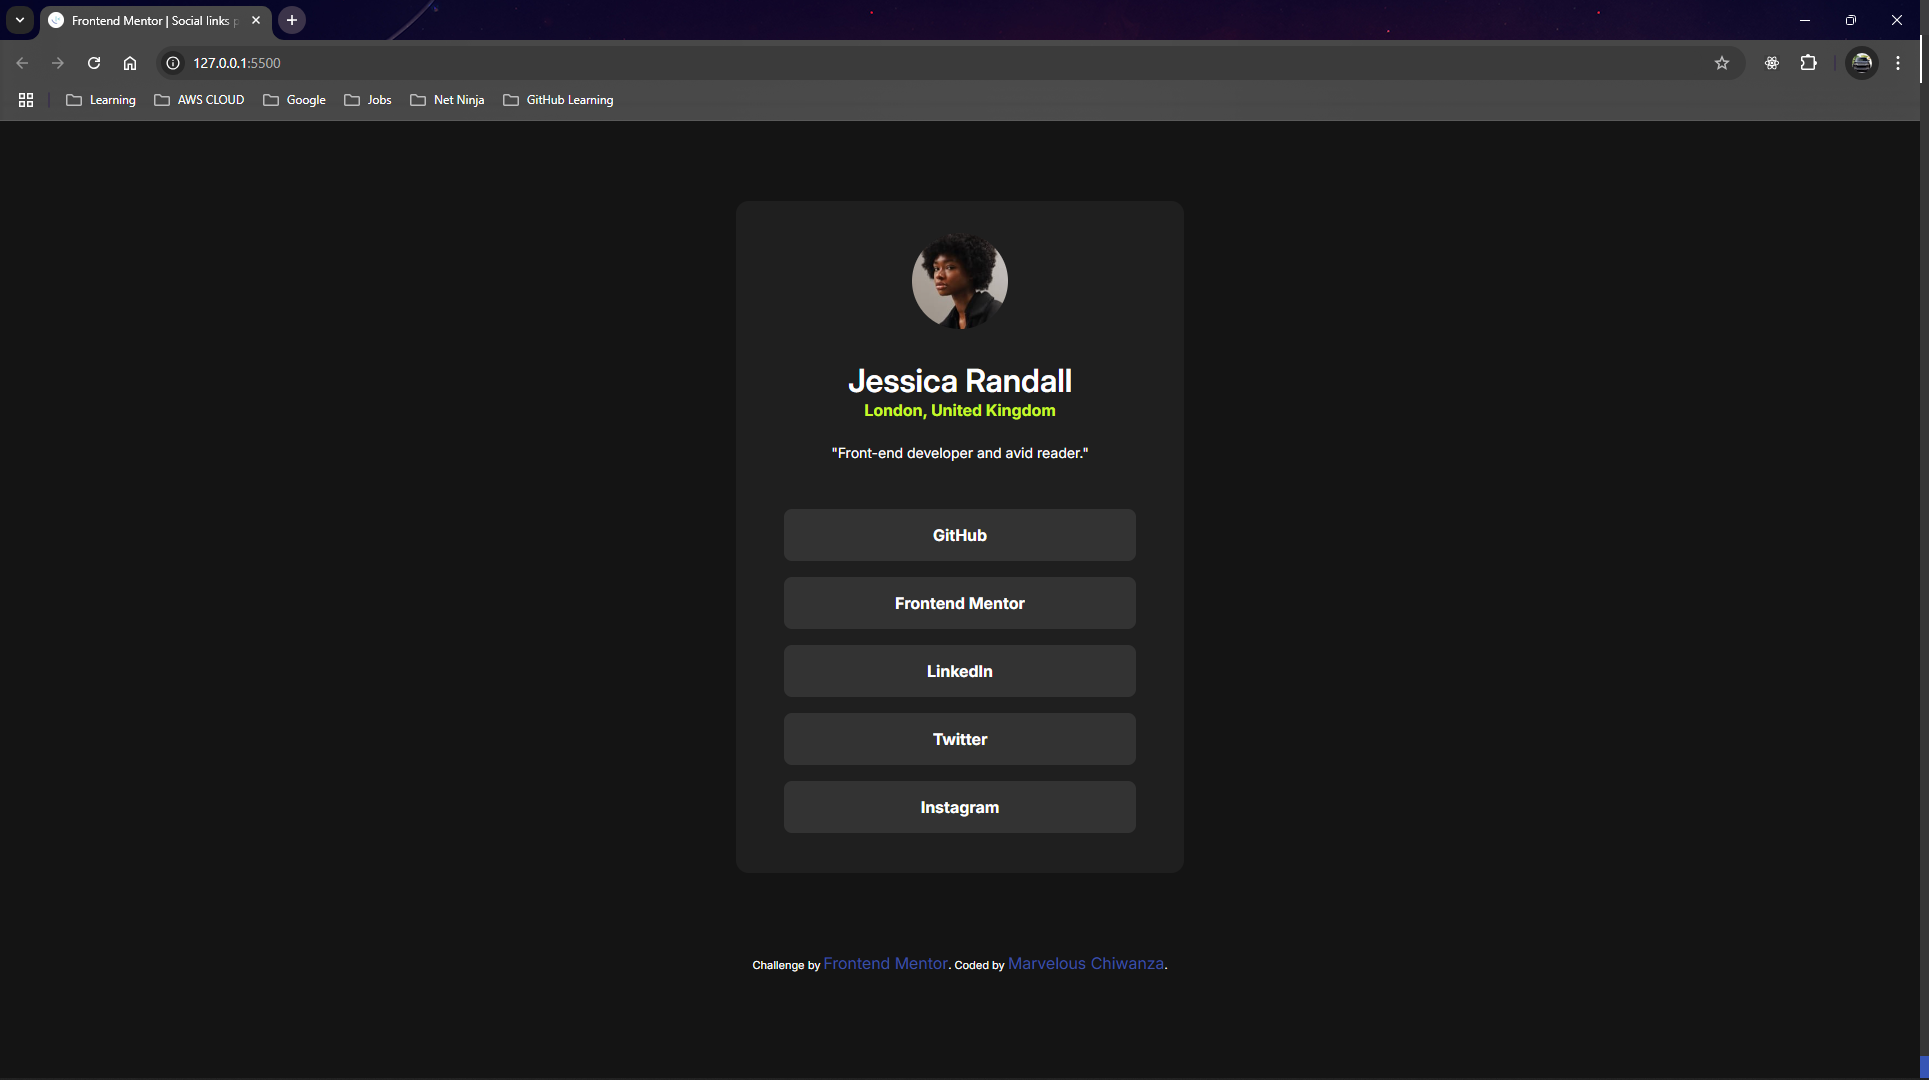 Frontend Mentor | Social links p
127.0.0.1:5500
Learning AWS CLOUD Google Jobs Net Ninja GitHub Learning
Jessica Randall
London, United Kingdom
"Front-end developer and avid reader."
GitHub
Frontend Mentor
LinkedIn
Twitter
Instagram
Challenge by Frontend Mentor. Coded by Marvelous Chiwanza.